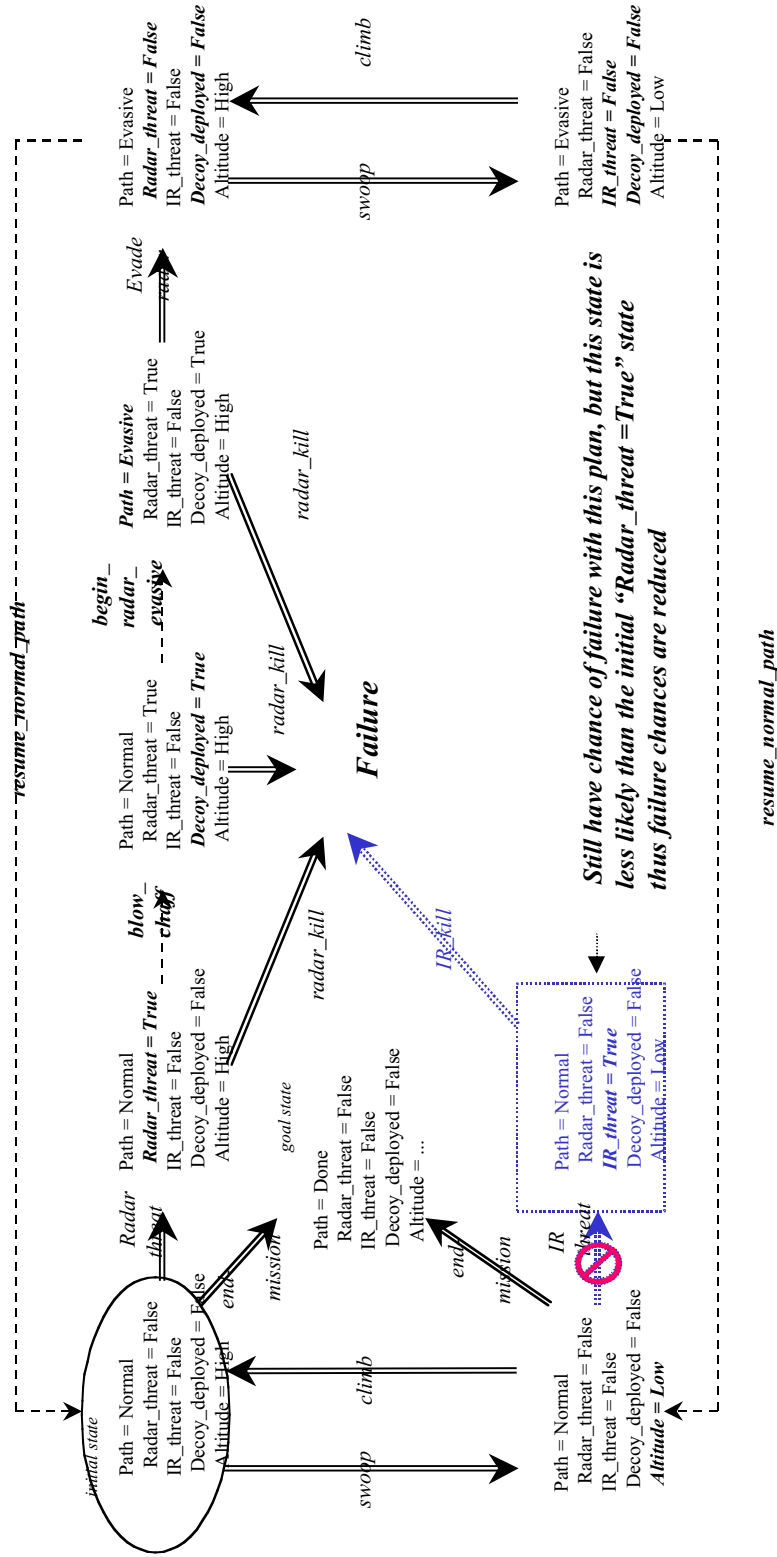 resume_normal_path
initial state
Path = Normal
Radar_threat = False
IR_threat = False
Decoy_deployed = False
Altitude = High
Radar
threat
Path = Normal
Radar_threat = True
IR_threat = False
Decoy_deployed = False
Altitude = High
blow_
chaff
Path = Normal
Radar_threat = True
IR_threat = False
Decoy_deployed = True
Altitude = High
begin_
radar_
evasive
Path = Evasive
Radar_threat = True
IR_threat = False
Decoy_deployed = True
Altitude = High
Evade
radar
Path = Evasive
Radar_threat = False
IR_threat = False
Decoy_deployed = False
Altitude = High
end
mission
goal state
radar_kill
radar_kill
radar_kill
swoop
climb
Path = Done
Radar_threat = False
IR_threat = False
Decoy_deployed = False
Altitude = ...
Failure
swoop
climb
end
mission
IR_kill
Path = Normal
Radar_threat = False
IR_threat = False
Decoy_deployed = False
Altitude = Low
IR
threat
Path = Normal
Radar_threat = False
IR_threat = True
Decoy_deployed = False
Altitude = Low
Still have chance of failure with this plan, but this state is
less likely than the initial “Radar_threat =True” state
thus failure chances are reduced
Path = Evasive
Radar_threat = False
IR_threat = False
Decoy_deployed = False
Altitude = Low
resume_normal_path